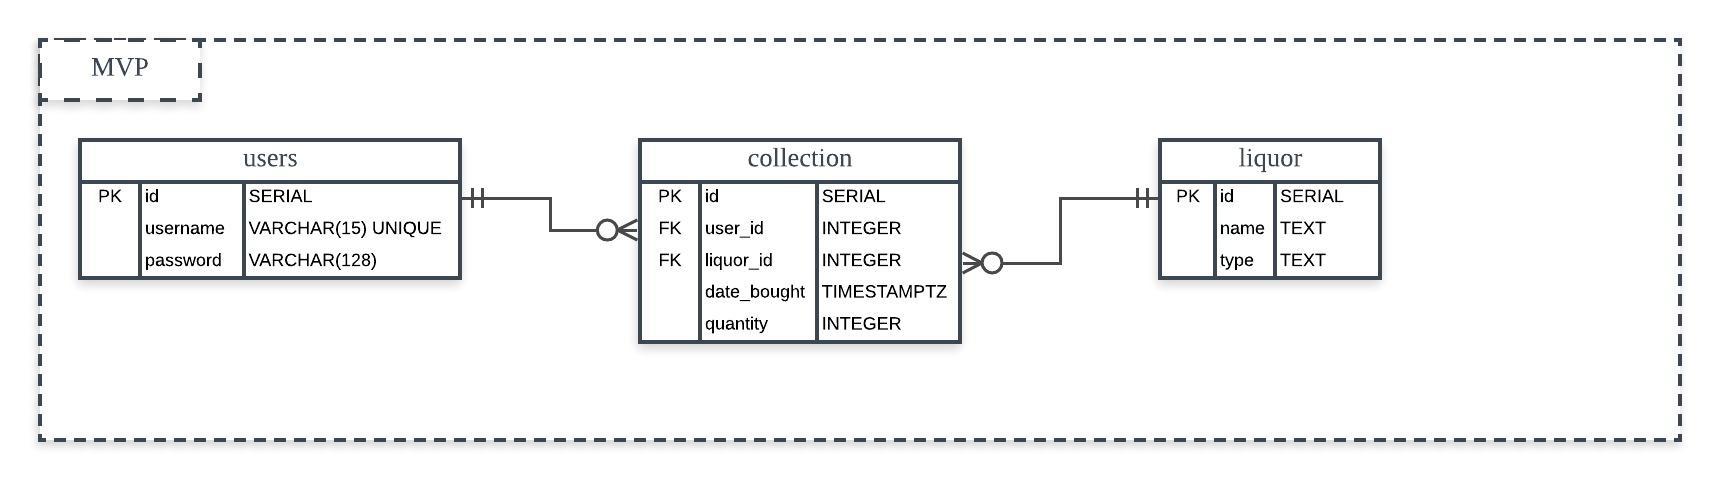 MVP
users
PK id SERIAL
username VARCHAR(15) UNIQUE
password VARCHAR(128)
collection
PK id SERIAL
FK user_id INTEGER
FK liquor_id INTEGER
date_bought TIMESTAMPTZ
quantity INTEGER
liquor
PK id SERIAL
name TEXT
type TEXT